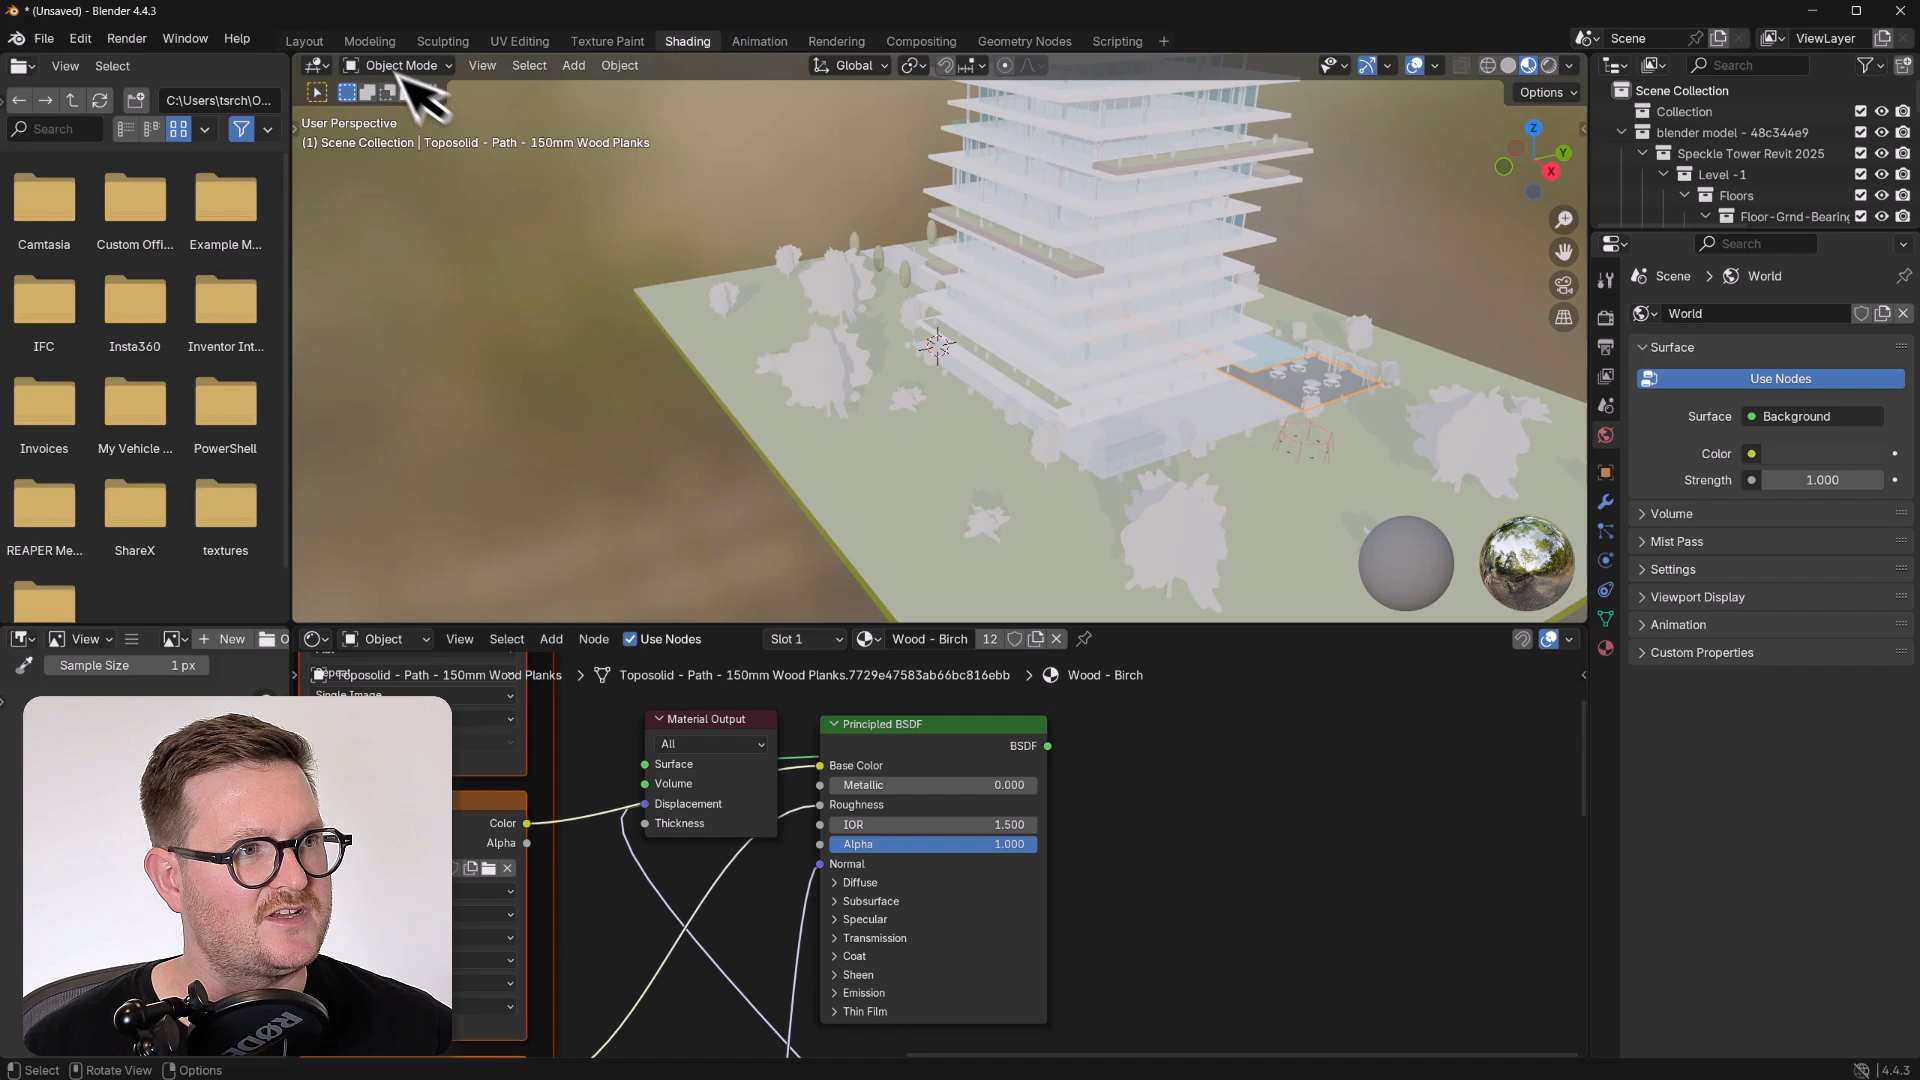 * (Unsaved) - Blender 4.4.3
File Edit Render Window Help
Layout Modeling Sculpting UV Editing Texture Paint Shading Animation Rendering Compositing Geometry Nodes Scripting +
Scene
ViewLayer
View Select
Object Mode View Select Add Object
Global
Search
C:\Users\tsrch\O...
Search
Options
User Perspective
(1) Scene Collection | Toposolid - Path - 150mm Wood Planks
Z
Y
X
Camtasia
Custom Offi...
Example M...
IFC
Insta360
Inventor Int...
Invoices
My Vehicle ...
PowerShell
REAPER Me...
ShareX
textures
Scene Collection
Collection
blender model - 48c344e9
Speckle Tower Revit 2025
Level -1
Floors
Floor-Grnd-Bearing
Search
Scene > World
World
Surface
Use Nodes
Surface Background
Color
Strength 1.000
Volume
Mist Pass
Settings
Viewport Display
Animation
Custom Properties
View
New
O
Sample Size 1 px
Object View Select Add Node Use Nodes Slot 1 Wood - Birch 12
Repeat
Toposolid - Path - 150mm Wood Planks > Toposolid - Path - 150mm Wood Planks.7729e47583ab66bc816ebb > Wood - Birch
Single Image
Color
Alpha
Material Output
All
Surface
Volume
Displacement
Thickness
Principled BSDF
BSDF
Base Color
Metallic 0.000
Roughness
IOR 1.500
Alpha 1.000
Normal
Diffuse
Subsurface
Specular
Transmission
Coat
Sheen
Emission
Thin Film
RØDE
Select Rotate View Options
4.4.3